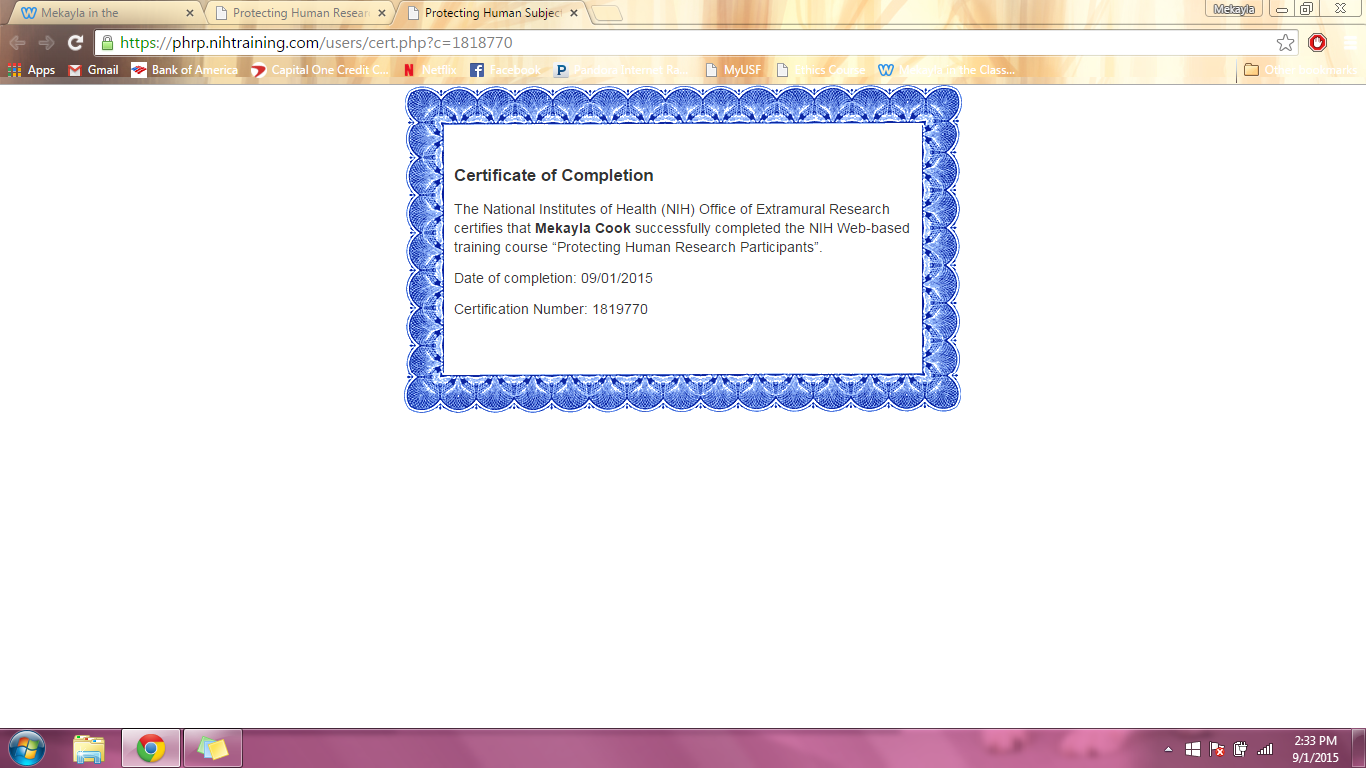 Mekayla in the
Protecting Human Resear
Protecting Human Subject
Mekayla
https://phrp.nihtraining.com/users/cert.php?c=1818770
Apps
Gmail
Bank of America
Capital One Credit C...
Netflix
Facebook
Pandora Internet Ra...
MyUSF
Ethics Course
Mekayla in the Class...
Other bookmarks
Certificate of Completion
The National Institutes of Health (NIH) Office of Extramural Research
certifies that Mekayla Cook successfully completed the NIH Web-based
training course “Protecting Human Research Participants”.
Date of completion: 09/01/2015
Certification Number: 1819770
2:33 PM
9/1/2015